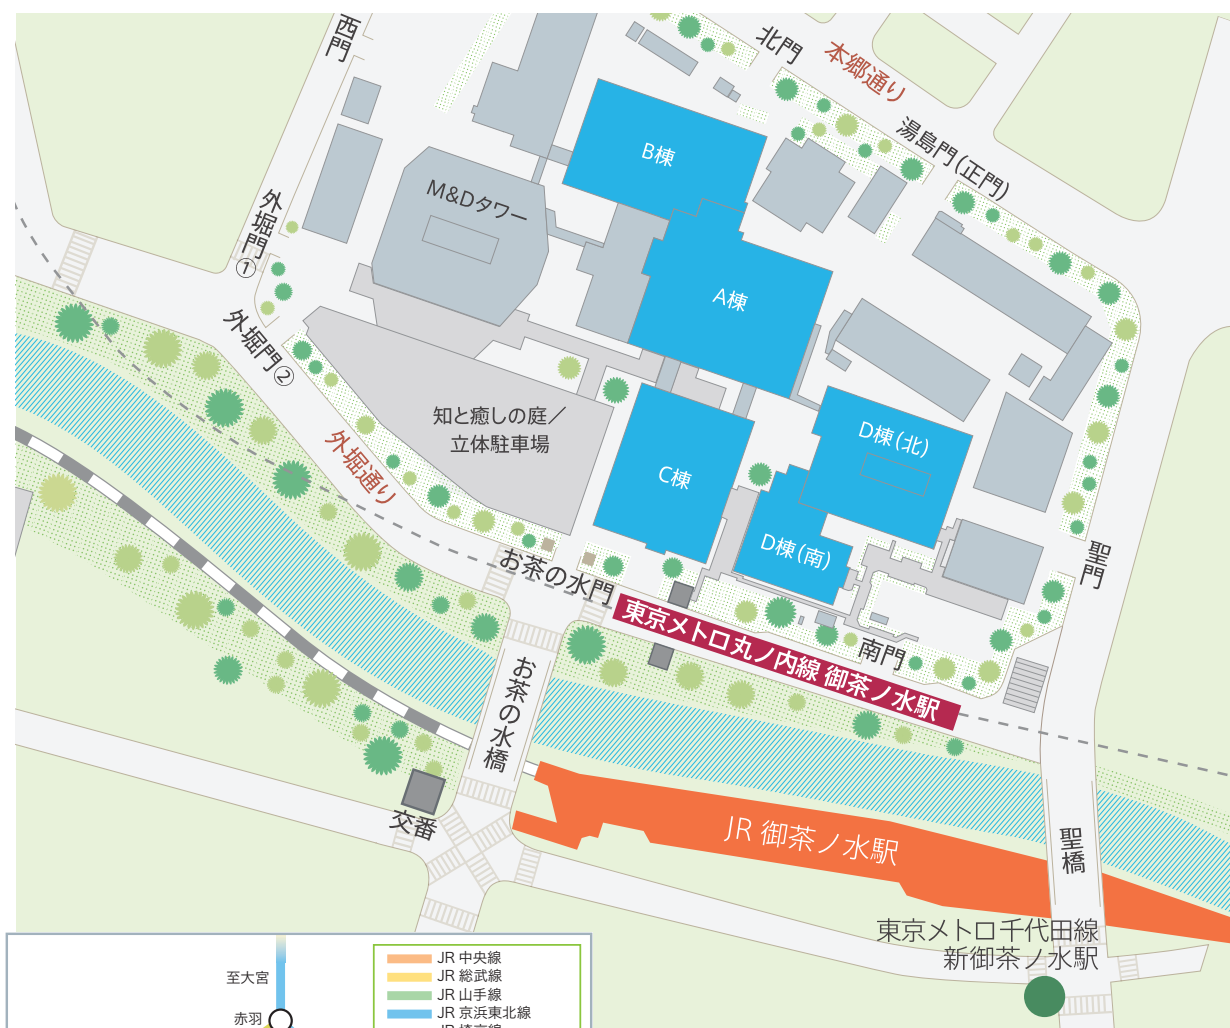 西門
北門
本郷通り
湯島門(正門)
B棟
M&Dタワー
外堀門①
A棟
外堀門②
知と癒しの庭／
立体駐車場
外堀通り
C棟
D棟(北)
D棟(南)
お茶の水門
聖門
東京メトロ丸ノ内線 御茶ノ水駅
南門
お茶の水橋
交番
JR 御茶ノ水駅
聖橋
東京メトロ千代田線
新御茶ノ水駅
至大宮
赤羽
JR 中央線
JR 総武線
JR 山手線
JR 京浜東北線